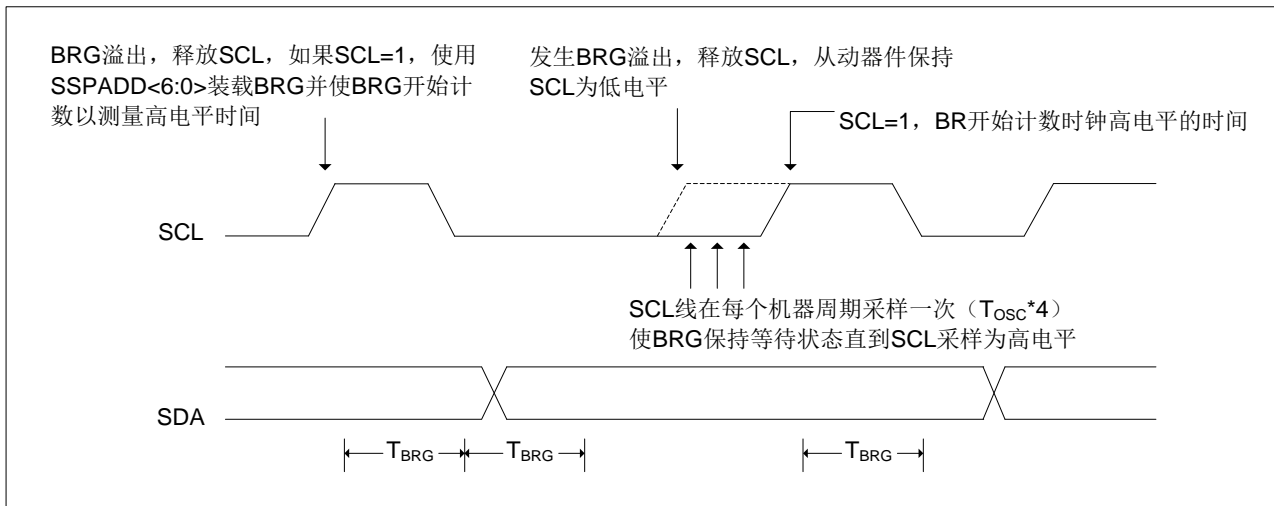 BRG溢出，释放SCL，如果SCL=1，使用
SSPADD<6:0>装载BRG并使BRG开始计
数以测量高电平时间
发生BRG溢出，释放SCL，从动器件保持
SCL为低电平
SCL=1，BR开始计数时钟高电平的时间
SCL
SCL线在每个机器周期采样一次（TOSC*4）
使BRG保持等待状态直到SCL采样为高电平
SDA
TBRG
TBRG
TBRG